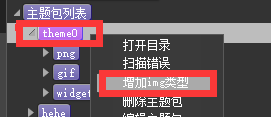 主题包列表
theme0
打开目录
png
扫描错误
gif
增加img类型
widge
删除主题包
hehe